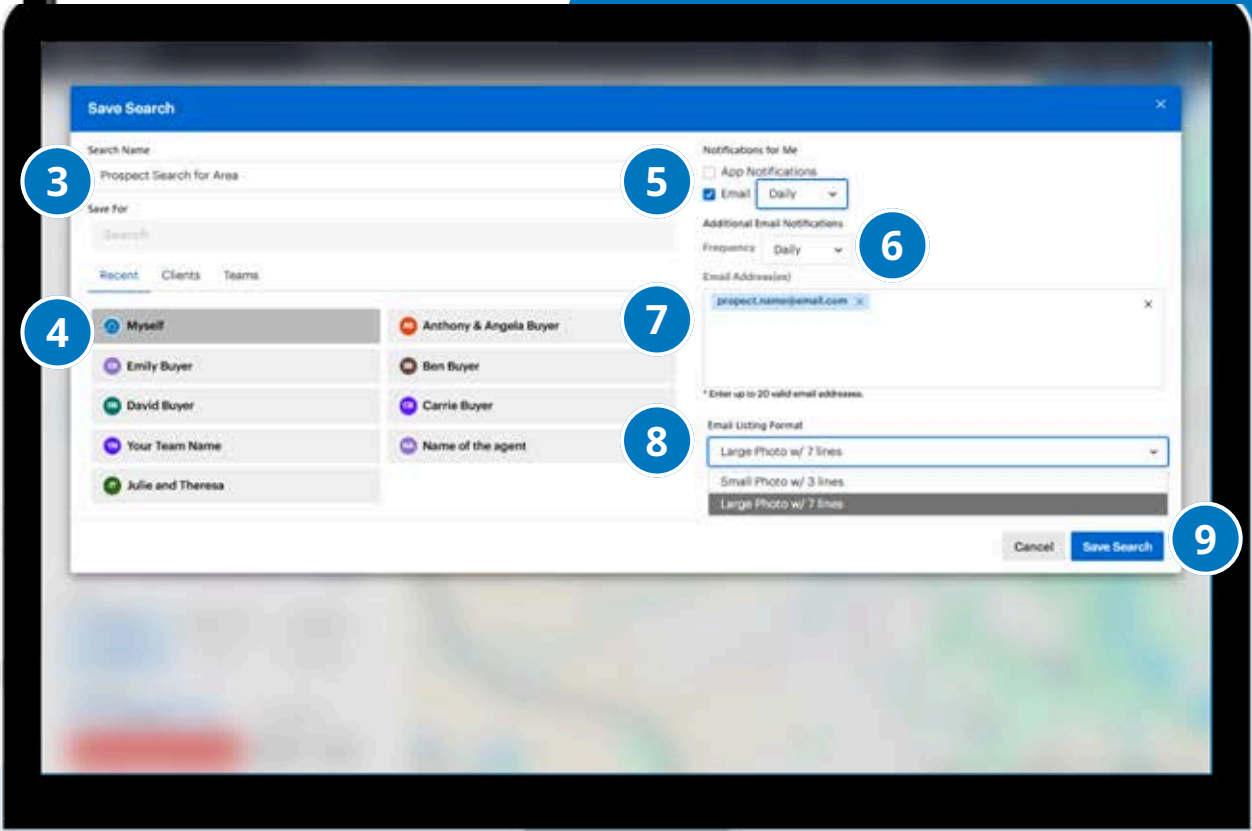 Save Search
×
Search Name
3
Prospect Search for Area
Save For
Search
Recent Clients Teams
4
Myself
Anthony & Angela Buyer
Emily Buyer
Ben Buyer
David Buyer
Carrie Buyer
Your Team Name
Name of the agent
Julie and Theresa
Notifications for Me
5
App Notifications
Email Daily
Additional Email Notifications
Frequency Daily
6
Email Address(es)
7
propect.name@email.com ×
×
* Enter up to 20 valid email addresses.
Email Listing Format
8
Large Photo w/ 7 lines
Small Photo w/ 3 lines
Large Photo w/ 7 lines
Cancel Save Search
9